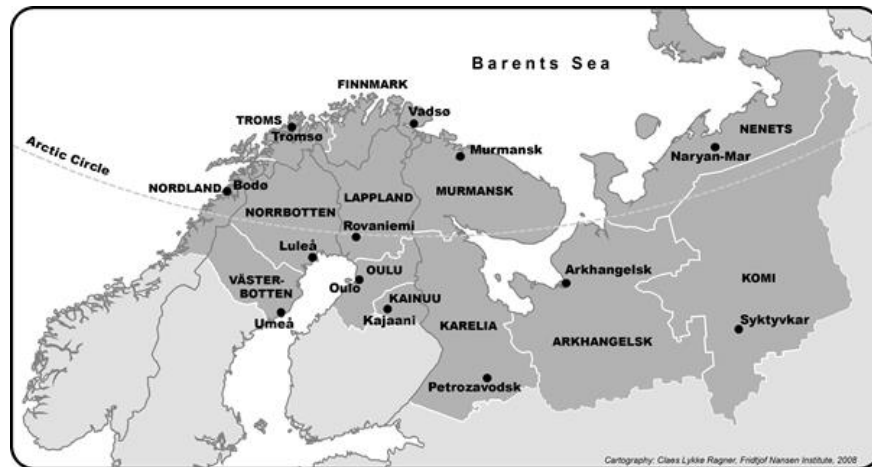 Barents Sea
FINNMARK
Vadsø
TROMS
Tromsø
Murmansk
NENETS
Naryan-Mar
Arctic Circle
NORDLAND
Bodø
LAPPLAND
MURMANSK
NORRBOTTEN
Rovaniemi
Luleå
OULU
Oulo
Arkhangelsk
KOMI
VÄSTER-
BOTTEN
KAINUU
Kajaani
Umeå
KARELIA
ARKHANGELSK
Syktyvkar
Petrozavodsk
Cartography: Claes Lykke Ragner, Fridtjof Nansen Institute, 2008